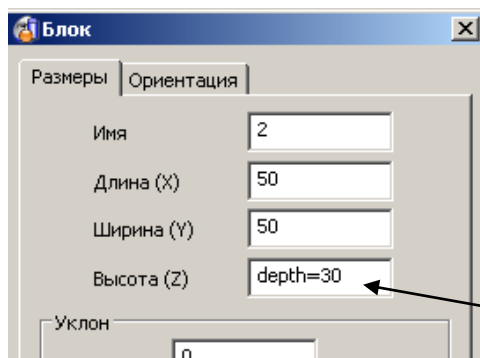 Блок
Размеры Ориентация
Имя 2
Длина (X) 50
Ширина (Y) 50
Высота (Z) depth=30
Уклон
0